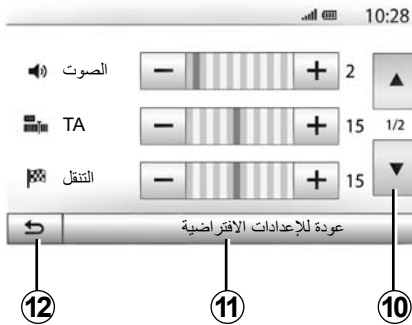 10:28
الصوت − + 2 ▲
TA − + 15 1/2
التنقل − + 15 ▼
عودة للإعدادات الافتراضية
12 11 10